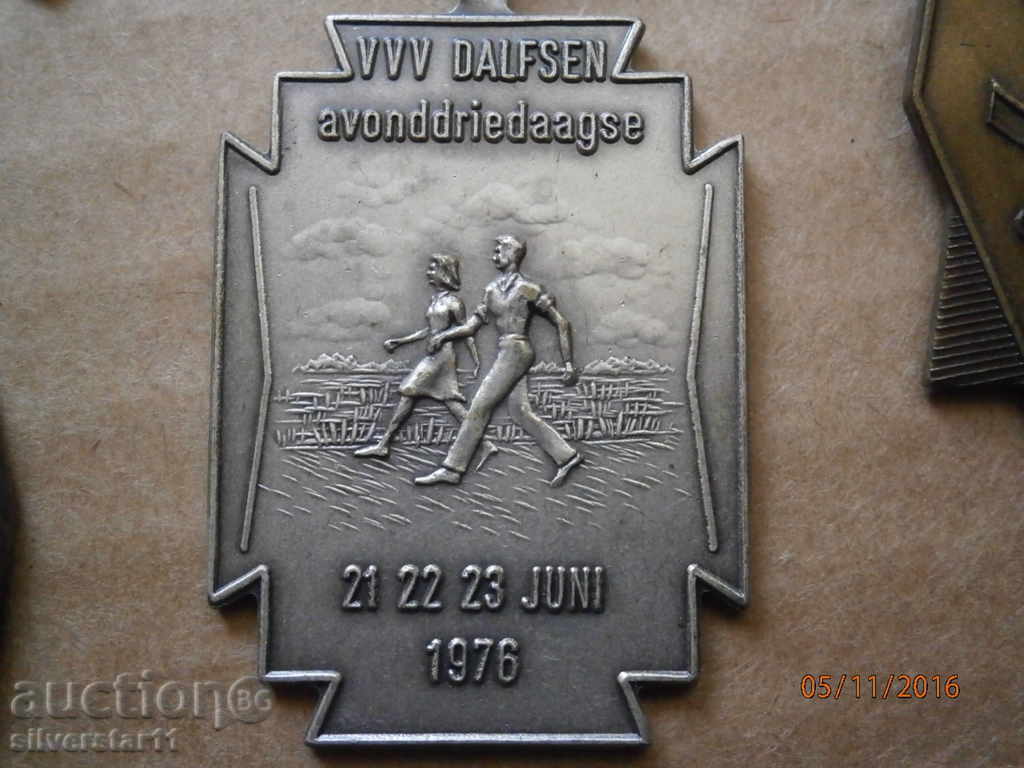 VVV DALFSEN
avonddriedaagse
21 22 23 JUNI
1976
05/11/2016
auction BG
silverstar11